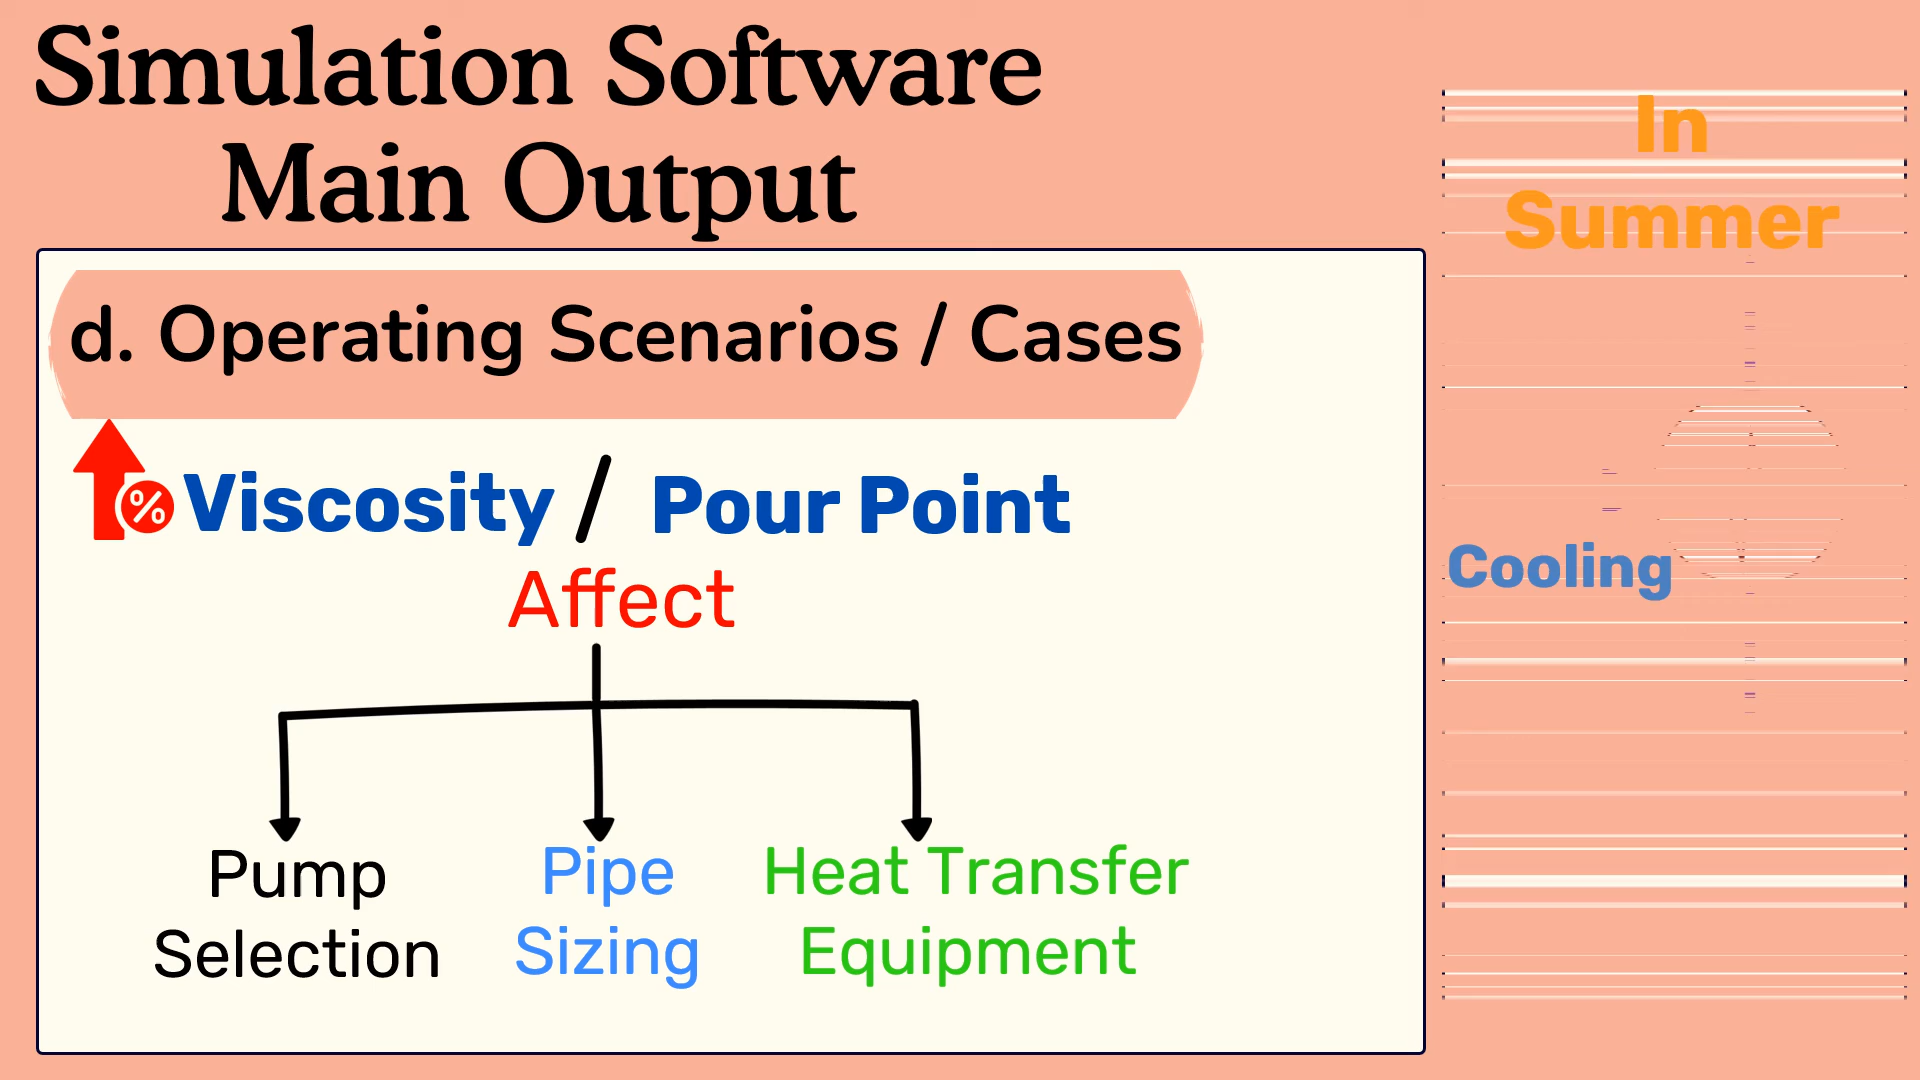 Simulation Software
Main Output
d. Operating Scenarios / Cases
% Viscosity / Pour Point
Affect
Pump
Selection
Pipe
Sizing
Heat Transfer
Equipment
In
Summer
Cooling